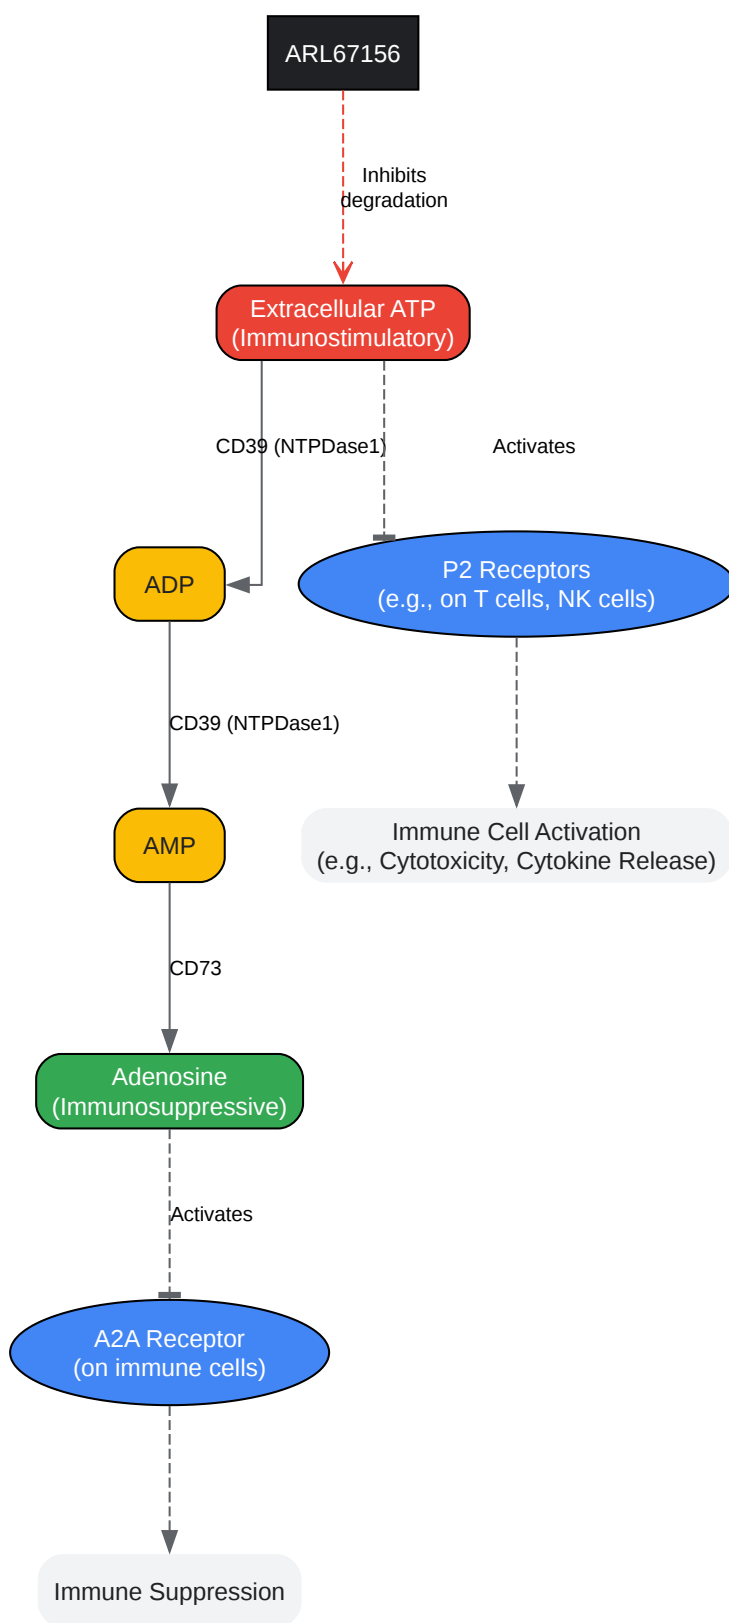 ARL67156
Inhibits
degradation
Extracellular ATP
(Immunostimulatory)
CD39 (NTPDase1)
Activates
ADP
P2 Receptors
(e.g., on T cells, NK cells)
CD39 (NTPDase1)
AMP
Immune Cell Activation
(e.g., Cytotoxicity, Cytokine Release)
CD73
Adenosine
(Immunosuppressive)
Activates
A2A Receptor
(on immune cells)
Immune Suppression